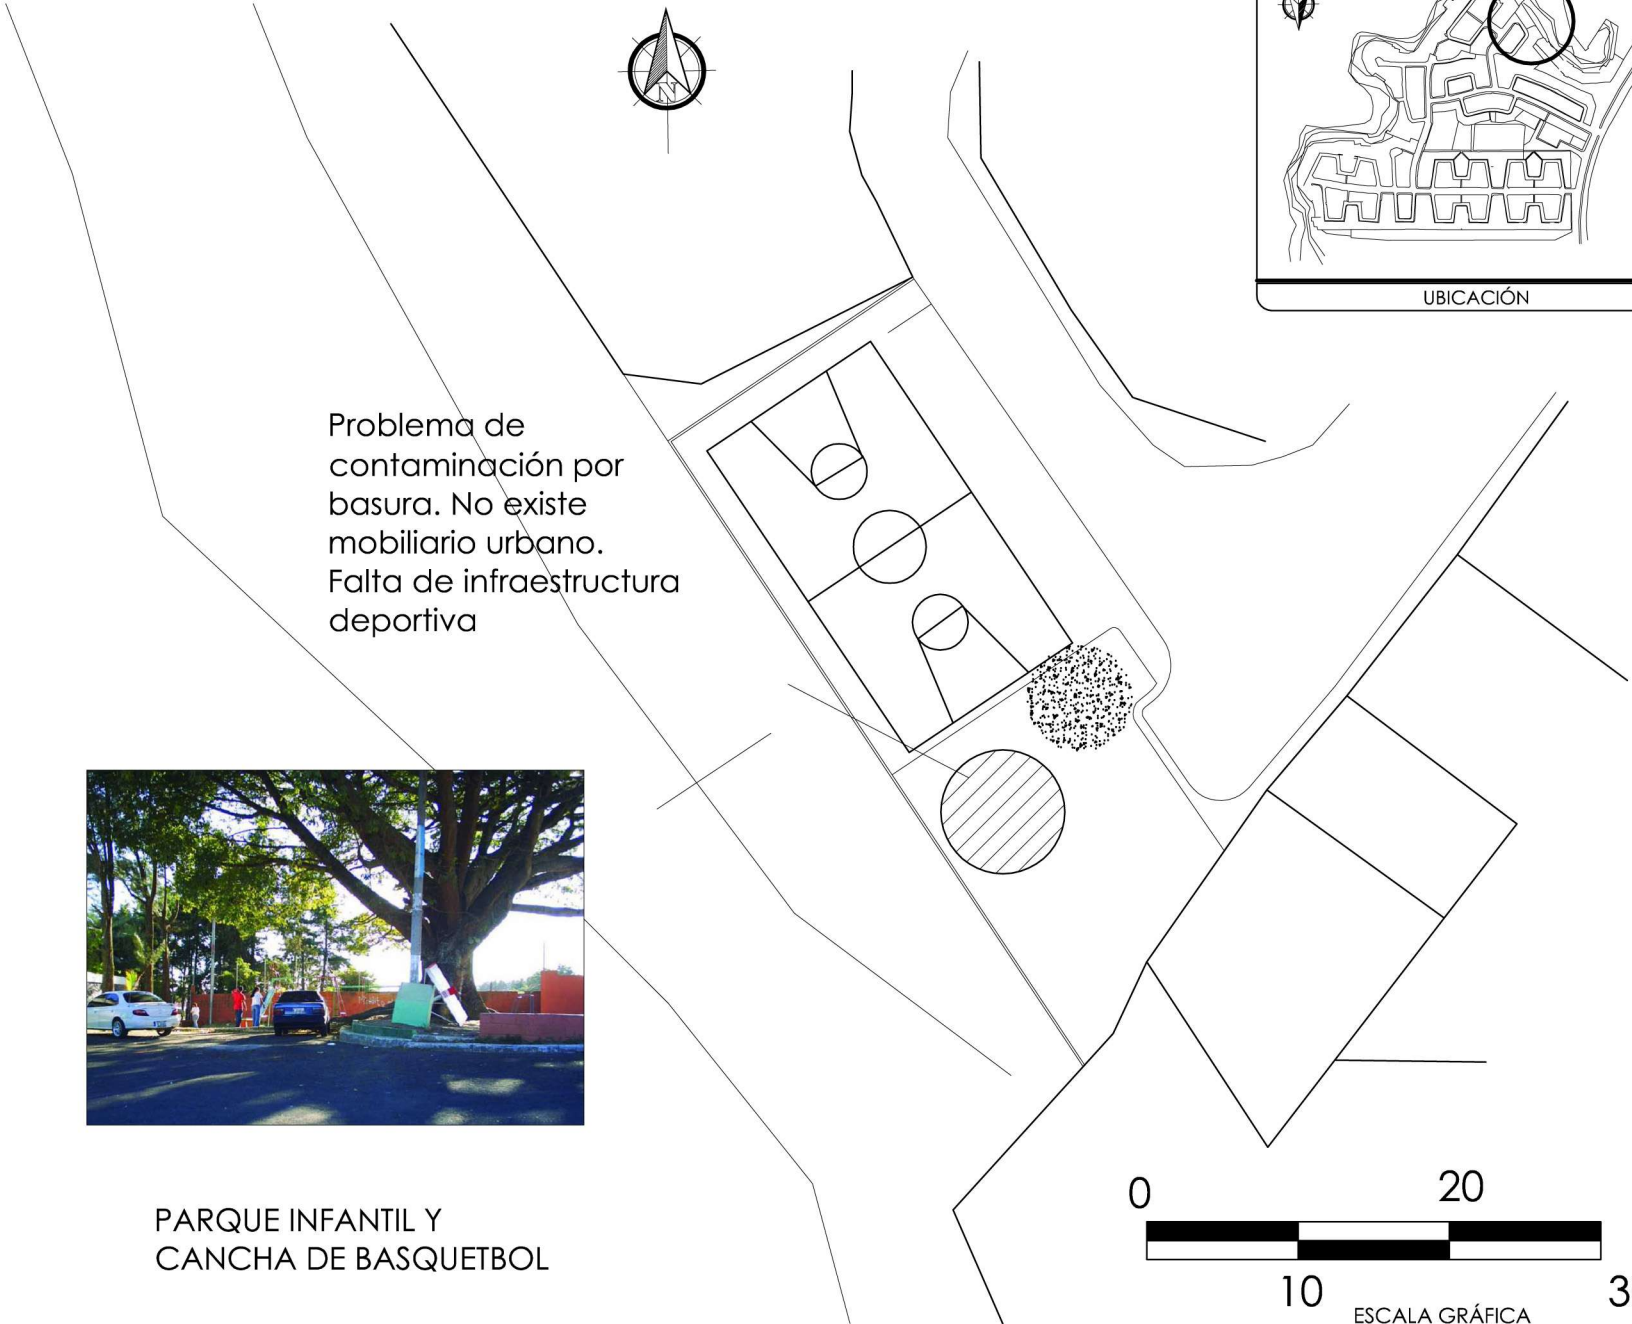 N
UBICACIÓN
Problema de
contaminación por
basura. No existe
mobiliario urbano.
Falta de infraestructura
deportiva
PARQUE INFANTIL Y
CANCHA DE BASQUETBOL
0
20
10
3
ESCALA GRÁFICA